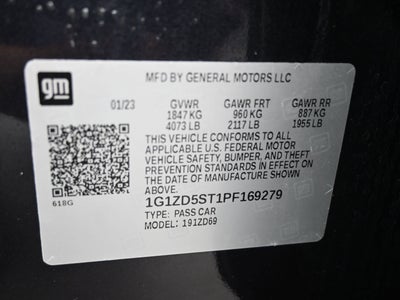 gm
MFD BY GENERAL MOTORS LLC
01/23 GVWR GAWR FRT GAWR RR
1847 KG 960 KG 887 KG
4073 LB 2117 LB 1955 LB
THIS VEHICLE CONFORMS TO ALL
APPLICABLE U.S. FEDERAL MOTOR
VEHICLE SAFETY, BUMPER, AND THEFT
PREVENTION STANDARDS IN EFFECT ON
THE DATE OF MANUFACTURE SHOWN ABOVE.
1G1ZD5ST1PF169279
TYPE: PASS CAR
618G
MODEL: 191ZD69